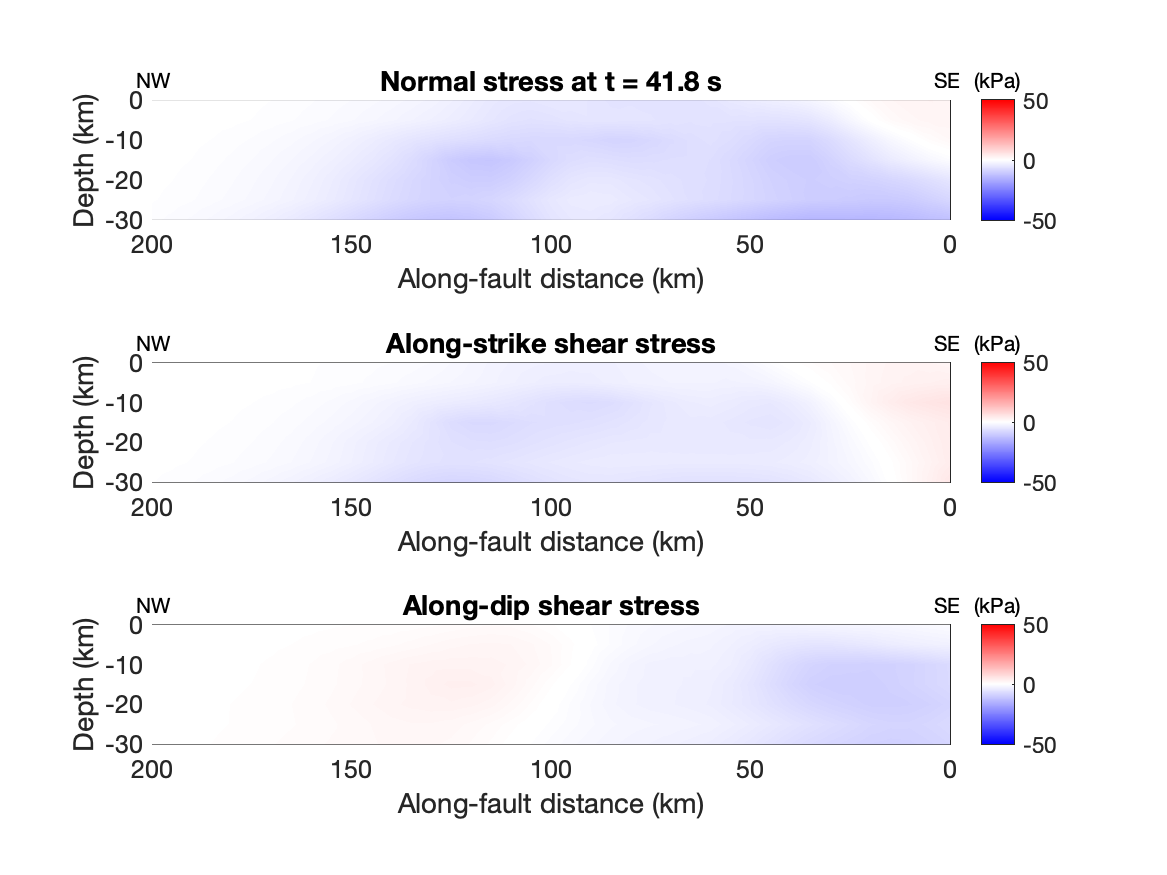 Normal stress at t = 41.8 s
NW SE (kPa)
0 50
-10
Depth (km) 0
-20
-30 -50
200 150 100 50 0
Along-fault distance (km)
Along-strike shear stress
NW SE (kPa)
0 50
-10
Depth (km) 0
-20
-30 -50
200 150 100 50 0
Along-fault distance (km)
Along-dip shear stress
NW SE (kPa)
0 50
-10
Depth (km) 0
-20
-30 -50
200 150 100 50 0
Along-fault distance (km)